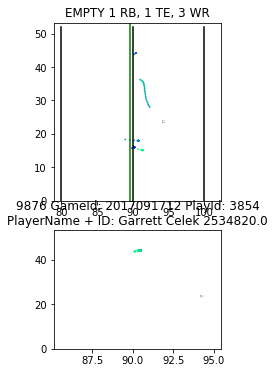 EMPTY 1 RB, 1 TE, 3 WR
50
40
30
20
10
0
80 85 90 95 100
9876 GameId: 2017091712 PlayId: 3854
PlayerName + ID: Garrett Celek 2534820.0
40
20
0
87.5 90.0 92.5 95.0